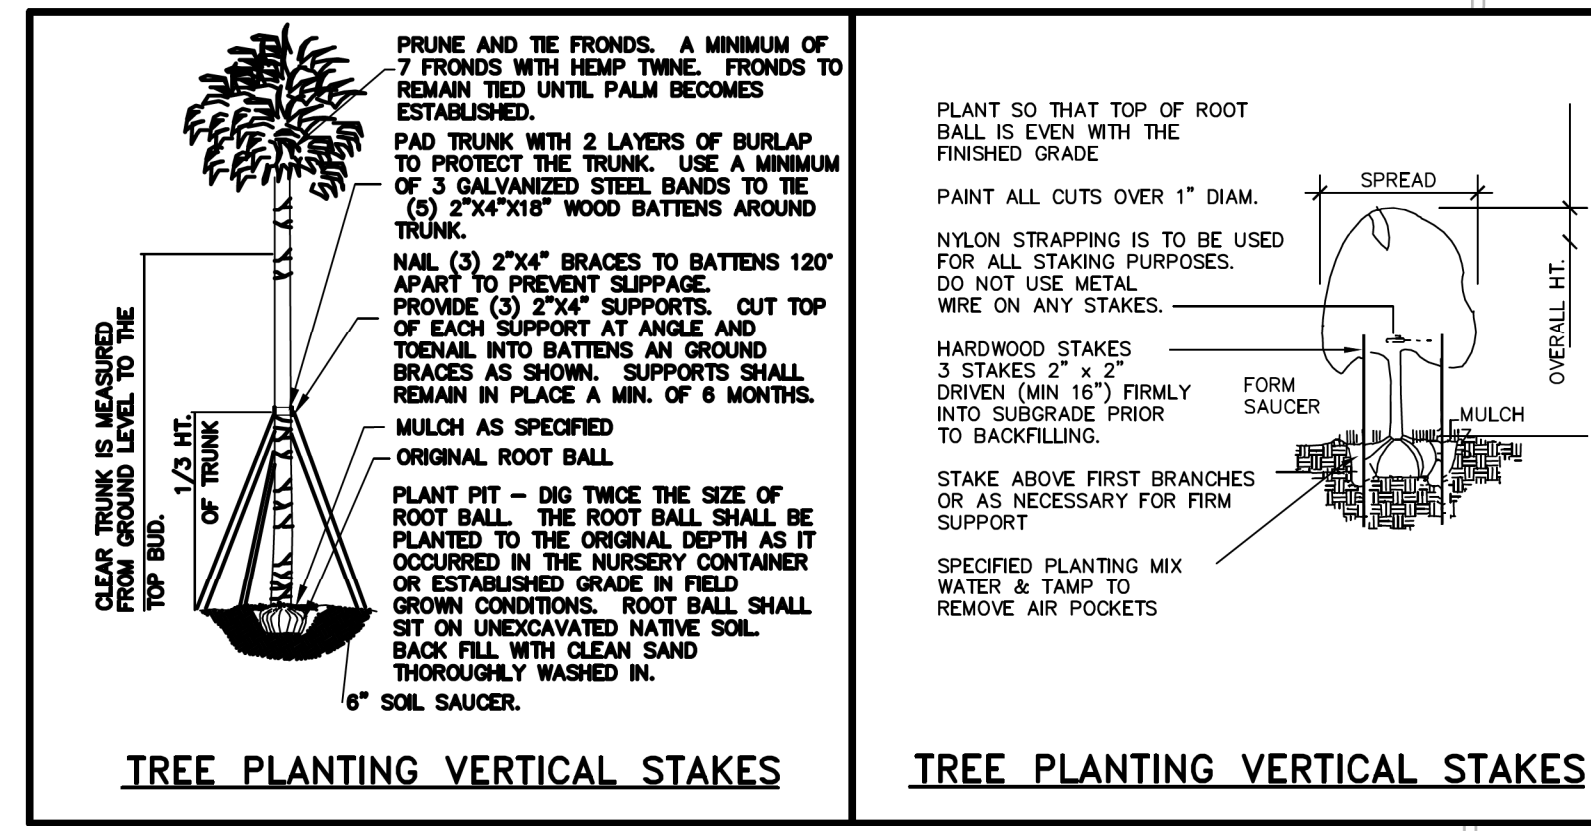 PRUNE AND TIE FRONDS. A MINIMUM OF
7 FRONDS WITH HEMP TWINE. FRONDS TO
REMAIN TIED UNTIL PALM BECOMES
ESTABLISHED.
PAD TRUNK WITH 2 LAYERS OF BURLAP
TO PROTECT THE TRUNK. USE A MINIMUM
OF 3 GALVANIZED STEEL BANDS TO TIE
(5) 2"X4"X18" WOOD BATTENS AROUND
TRUNK.
NAIL (3) 2"X4" BRACES TO BATTENS 120°
APART TO PREVENT SLIPPAGE.
PROVIDE (3) 2"X4" SUPPORTS. CUT TOP
OF EACH SUPPORT AT ANGLE AND
TOENAIL INTO BATTENS AN GROUND
BRACES AS SHOWN. SUPPORTS SHALL
REMAIN IN PLACE A MIN. OF 6 MONTHS.
MULCH AS SPECIFIED
ORIGINAL ROOT BALL
PLANT PIT – DIG TWICE THE SIZE OF
ROOT BALL. THE ROOT BALL SHALL BE
PLANTED TO THE ORIGINAL DEPTH AS IT
OCCURRED IN THE NURSERY CONTAINER
OR ESTABLISHED GRADE IN FIELD
GROWN CONDITIONS. ROOT BALL SHALL
SIT ON UNEXCAVATED NATIVE SOIL.
BACK FILL WITH CLEAN SAND
THOROUGHLY WASHED IN.
6" SOIL SAUCER.
CLEAR TRUNK IS MEASURED
FROM GROUND LEVEL TO THE
TOP BUD.
1/3 HT.
OF TRUNK
TREE PLANTING VERTICAL STAKES
PLANT SO THAT TOP OF ROOT
BALL IS EVEN WITH THE
FINISHED GRADE
PAINT ALL CUTS OVER 1" DIAM.
NYLON STRAPPING IS TO BE USED
FOR ALL STAKING PURPOSES.
DO NOT USE METAL
WIRE ON ANY STAKES.
HARDWOOD STAKES
3 STAKES 2" x 2"
DRIVEN (MIN 16") FIRMLY
INTO SUBGRADE PRIOR
TO BACKFILLING.
STAKE ABOVE FIRST BRANCHES
OR AS NECESSARY FOR FIRM
SUPPORT
SPECIFIED PLANTING MIX
WATER & TAMP TO
REMOVE AIR POCKETS
SPREAD
OVERALL HT.
FORM
SAUCER
MULCH
TREE PLANTING VERTICAL STAKES